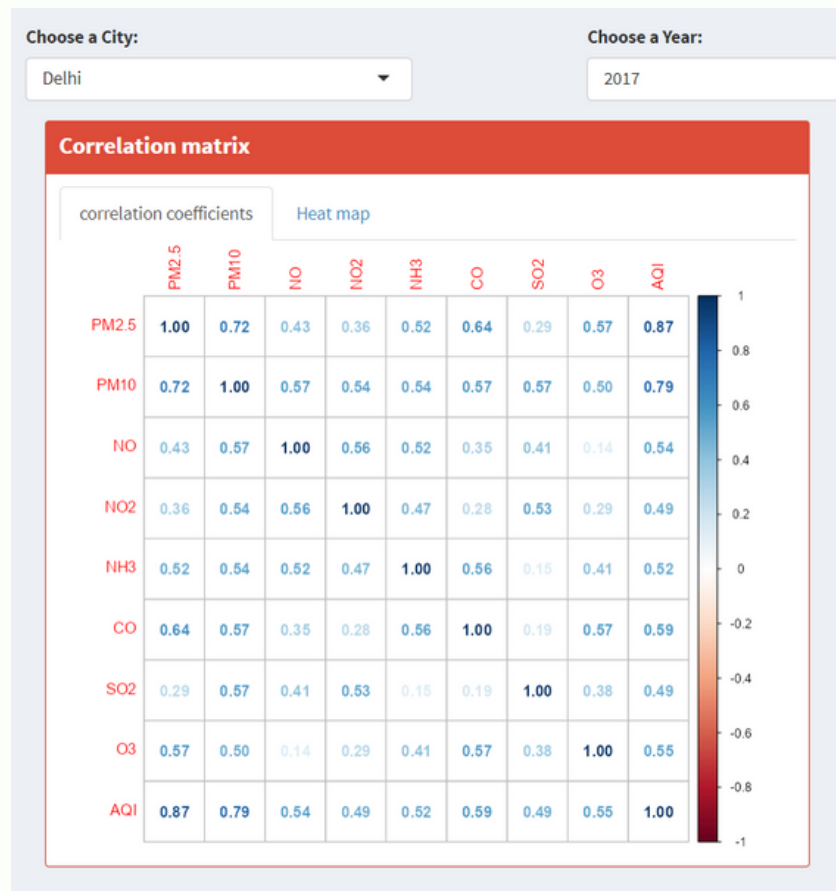 Choose a City: Choose a Year:
Delhi 2017
Correlation matrix
correlation coefficients Heat map
PM2.5 PM10 NO NO2 NH3 CO SO2 O3 AQI
PM2.5 1.00 0.72 0.43 0.36 0.52 0.64 0.29 0.57 0.87
PM10 0.72 1.00 0.57 0.54 0.54 0.57 0.57 0.50 0.79
NO 0.43 0.57 1.00 0.56 0.52 0.35 0.41 0.14 0.54
NO2 0.36 0.54 0.56 1.00 0.47 0.28 0.53 0.29 0.49
NH3 0.52 0.54 0.52 0.47 1.00 0.56 0.15 0.41 0.52
CO 0.64 0.57 0.35 0.28 0.56 1.00 0.19 0.57 0.59
SO2 0.29 0.57 0.41 0.53 0.15 0.19 1.00 0.38 0.49
O3 0.57 0.50 0.14 0.29 0.41 0.57 0.38 1.00 0.55
AQI 0.87 0.79 0.54 0.49 0.52 0.59 0.49 0.55 1.00
1
0.8
0.6
0.4
0.2
0
-0.2
-0.4
-0.6
-0.8
-1